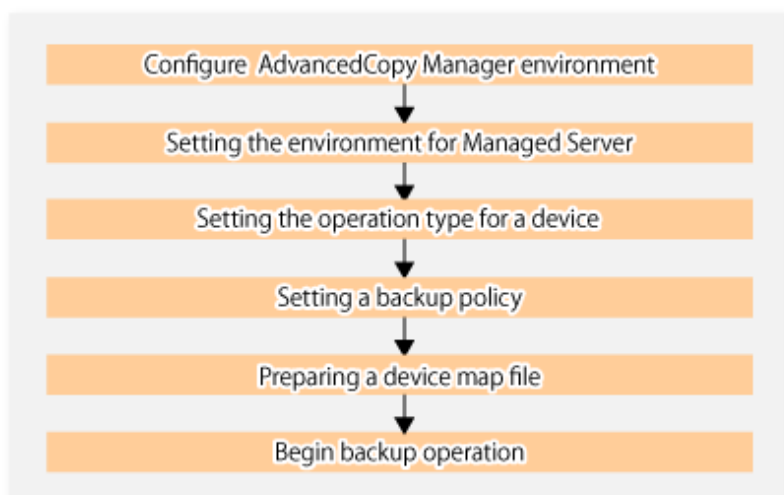 Configure AdvancedCopy Manager environment
Setting the environment for Managed Server
Setting the operation type for a device
Setting a backup policy
Preparing a device map file
Begin backup operation